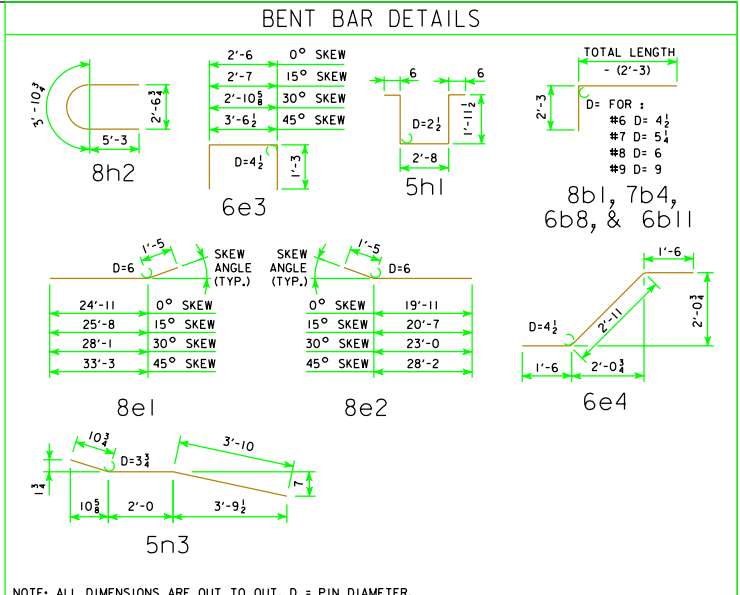 BENT BAR DETAILS
3'-10¾
2'-6¾
5'-3
8h2
2'-6 0° SKEW
2'-7 15° SKEW
2'-10⅝ 30° SKEW
3'-6½ 45° SKEW
D=4½
1'-3
6e3
6 6
D=2½
1'-11½
2'-8
5h1
TOTAL LENGTH
- (2'-3)
2'-3
D= FOR :
#6 D= 4½
#7 D= 5¼
#8 D= 6
#9 D= 9
8b1, 7b4,
6b8, & 6b11
1'-5
D=6
SKEW
ANGLE
(TYP.)
24'-11 0° SKEW
25'-8 15° SKEW
28'-1 30° SKEW
33'-3 45° SKEW
8e1
SKEW
ANGLE
(TYP.)
1'-5
D=6
0° SKEW 19'-11
15° SKEW 20'-7
30° SKEW 23'-0
45° SKEW 28'-2
8e2
1'-6
D=4½
2'-11
2'-0¾
1'-6 2'-0¾
6e4
10¾
D=3¾
3'-10
1¾
7
10⅝ 2'-0 3'-9½
5n3
NOTE: ALL DIMENSIONS ARE OUT TO OUT. D = PIN DIAMETER.